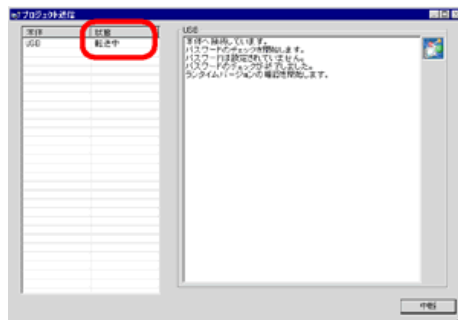 プロジェクト送信
本体
状態
USB
転送中
USB
本体へ接続しています。
パスワードのチェックを開始します。
パスワードは設定されていません。
パスワードのチェックが終了しました。
ランタイムバージョンの確認を開始します。
中断